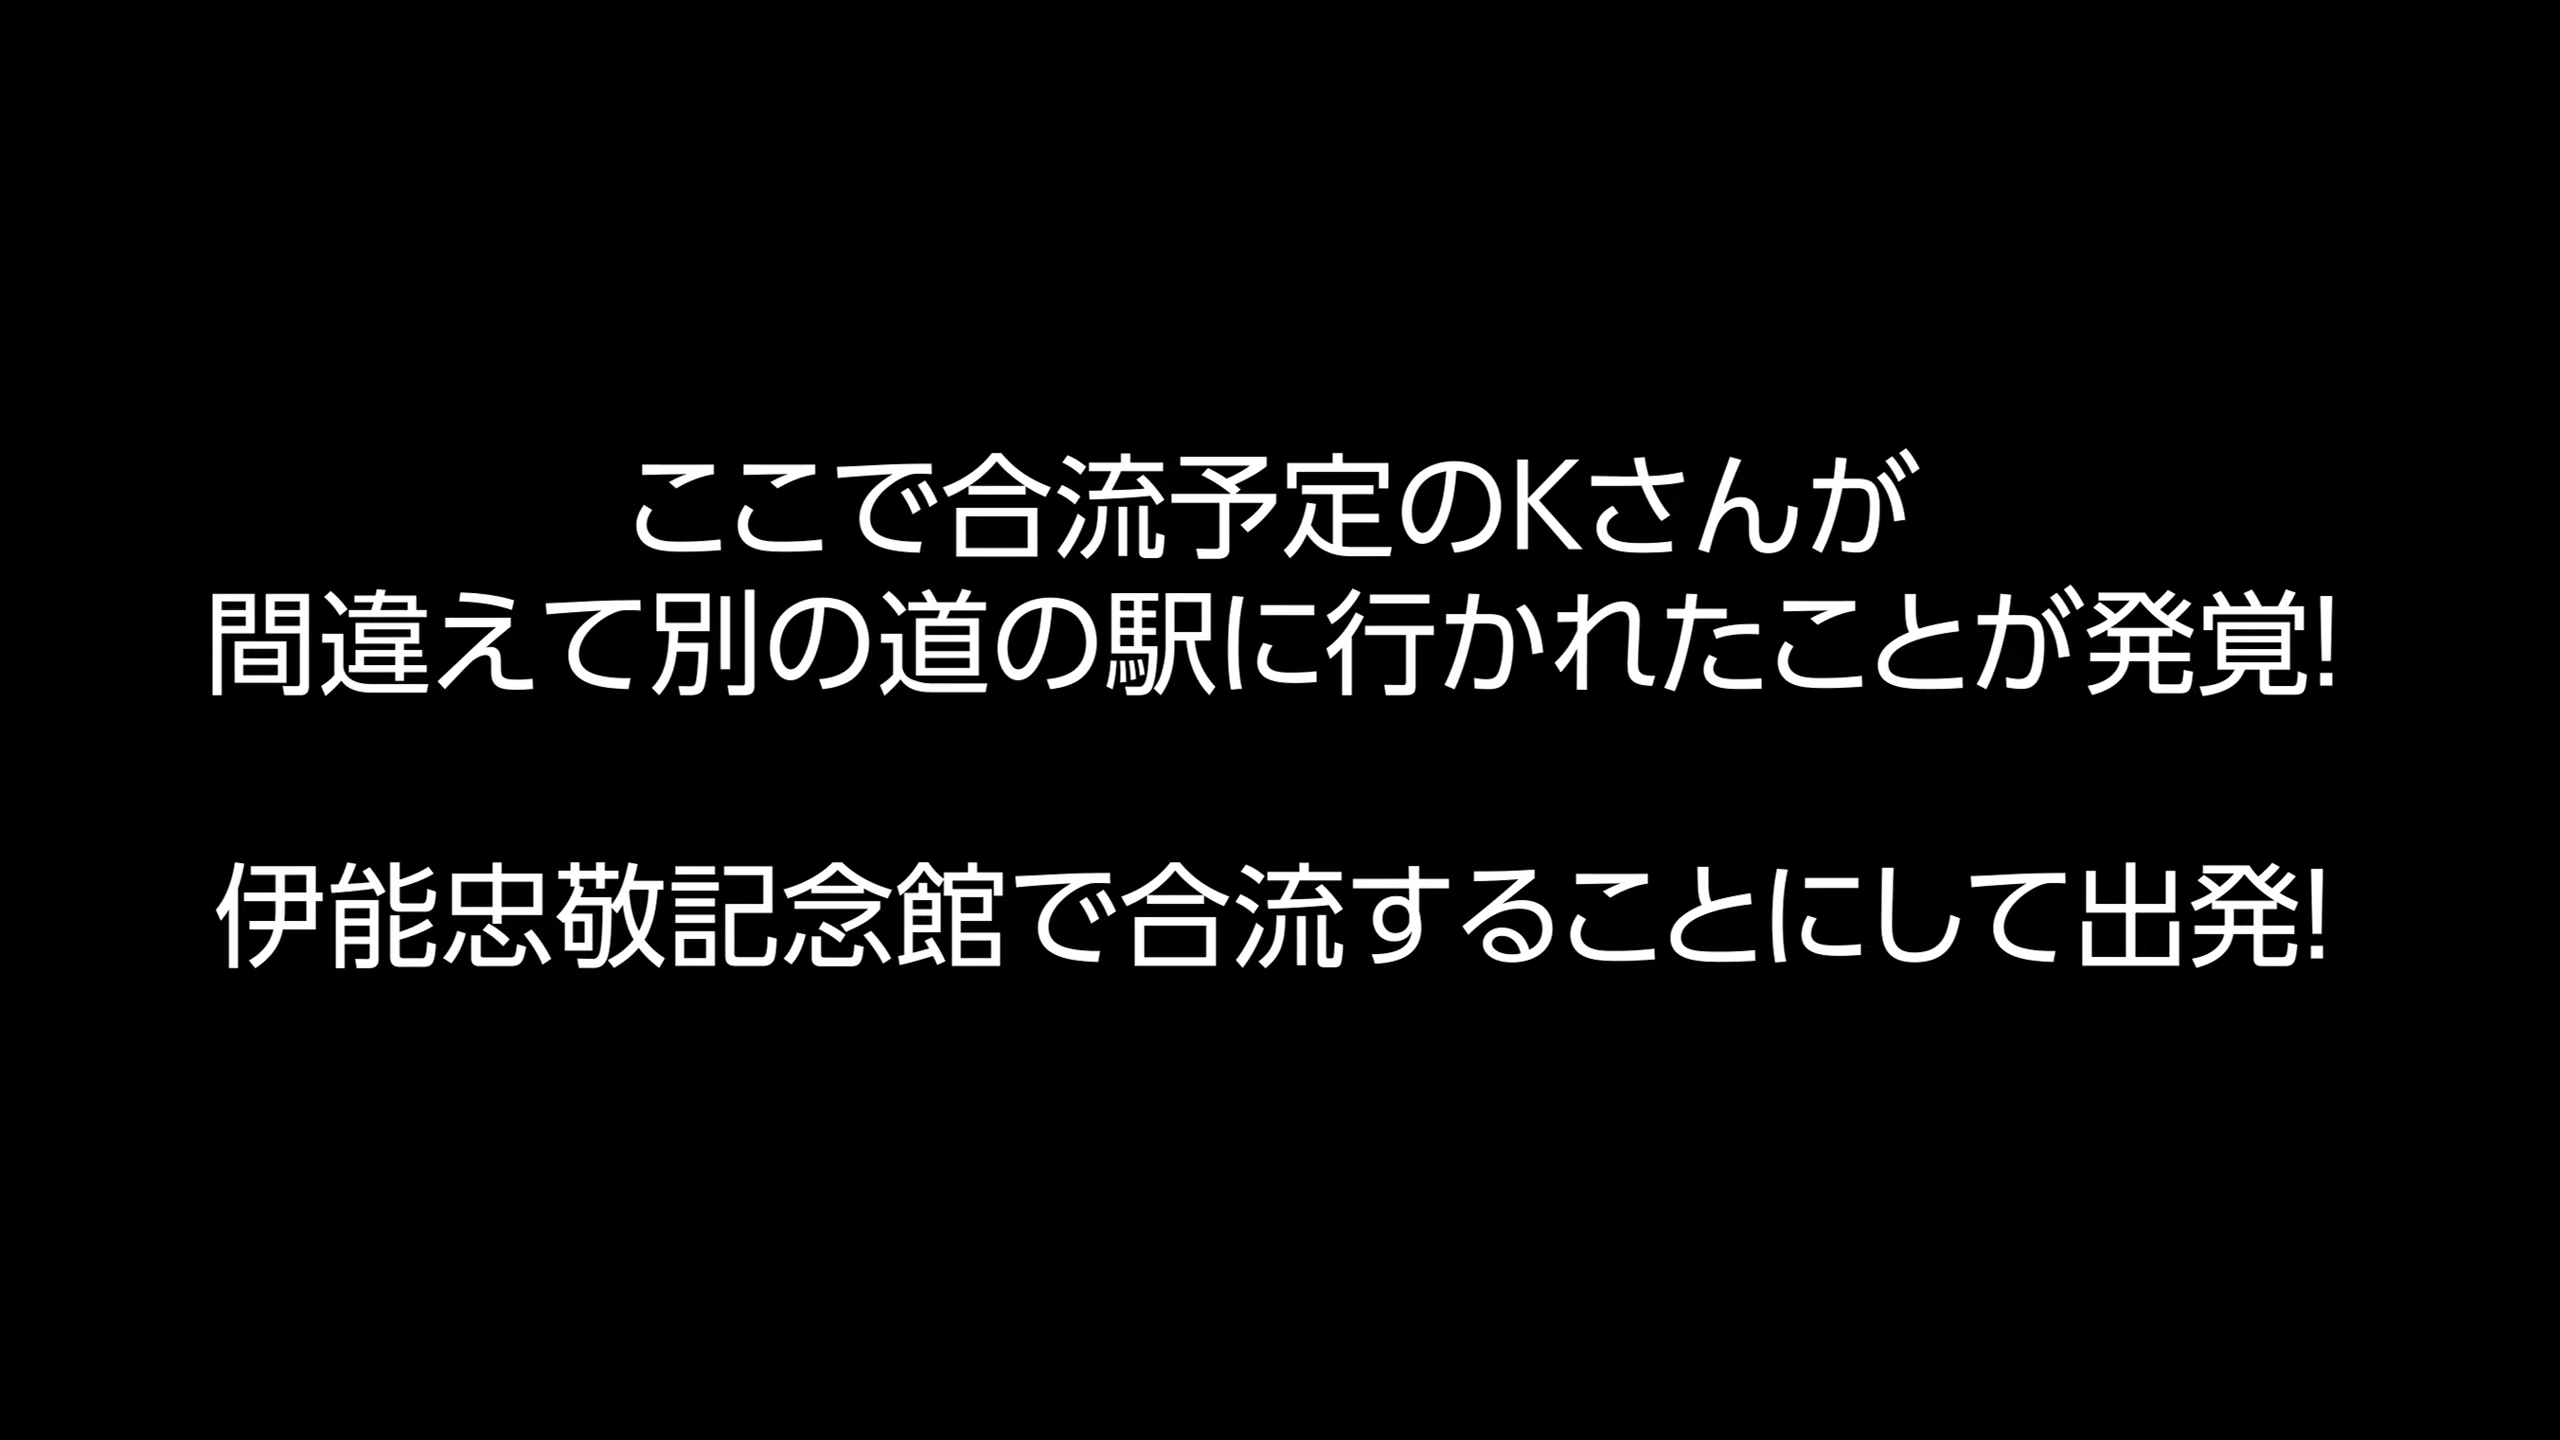 ここで合流予定のKさんが
間違えて別の道の駅に行かれたことが発覚!
伊能忠敬記念館で合流することにして出発!